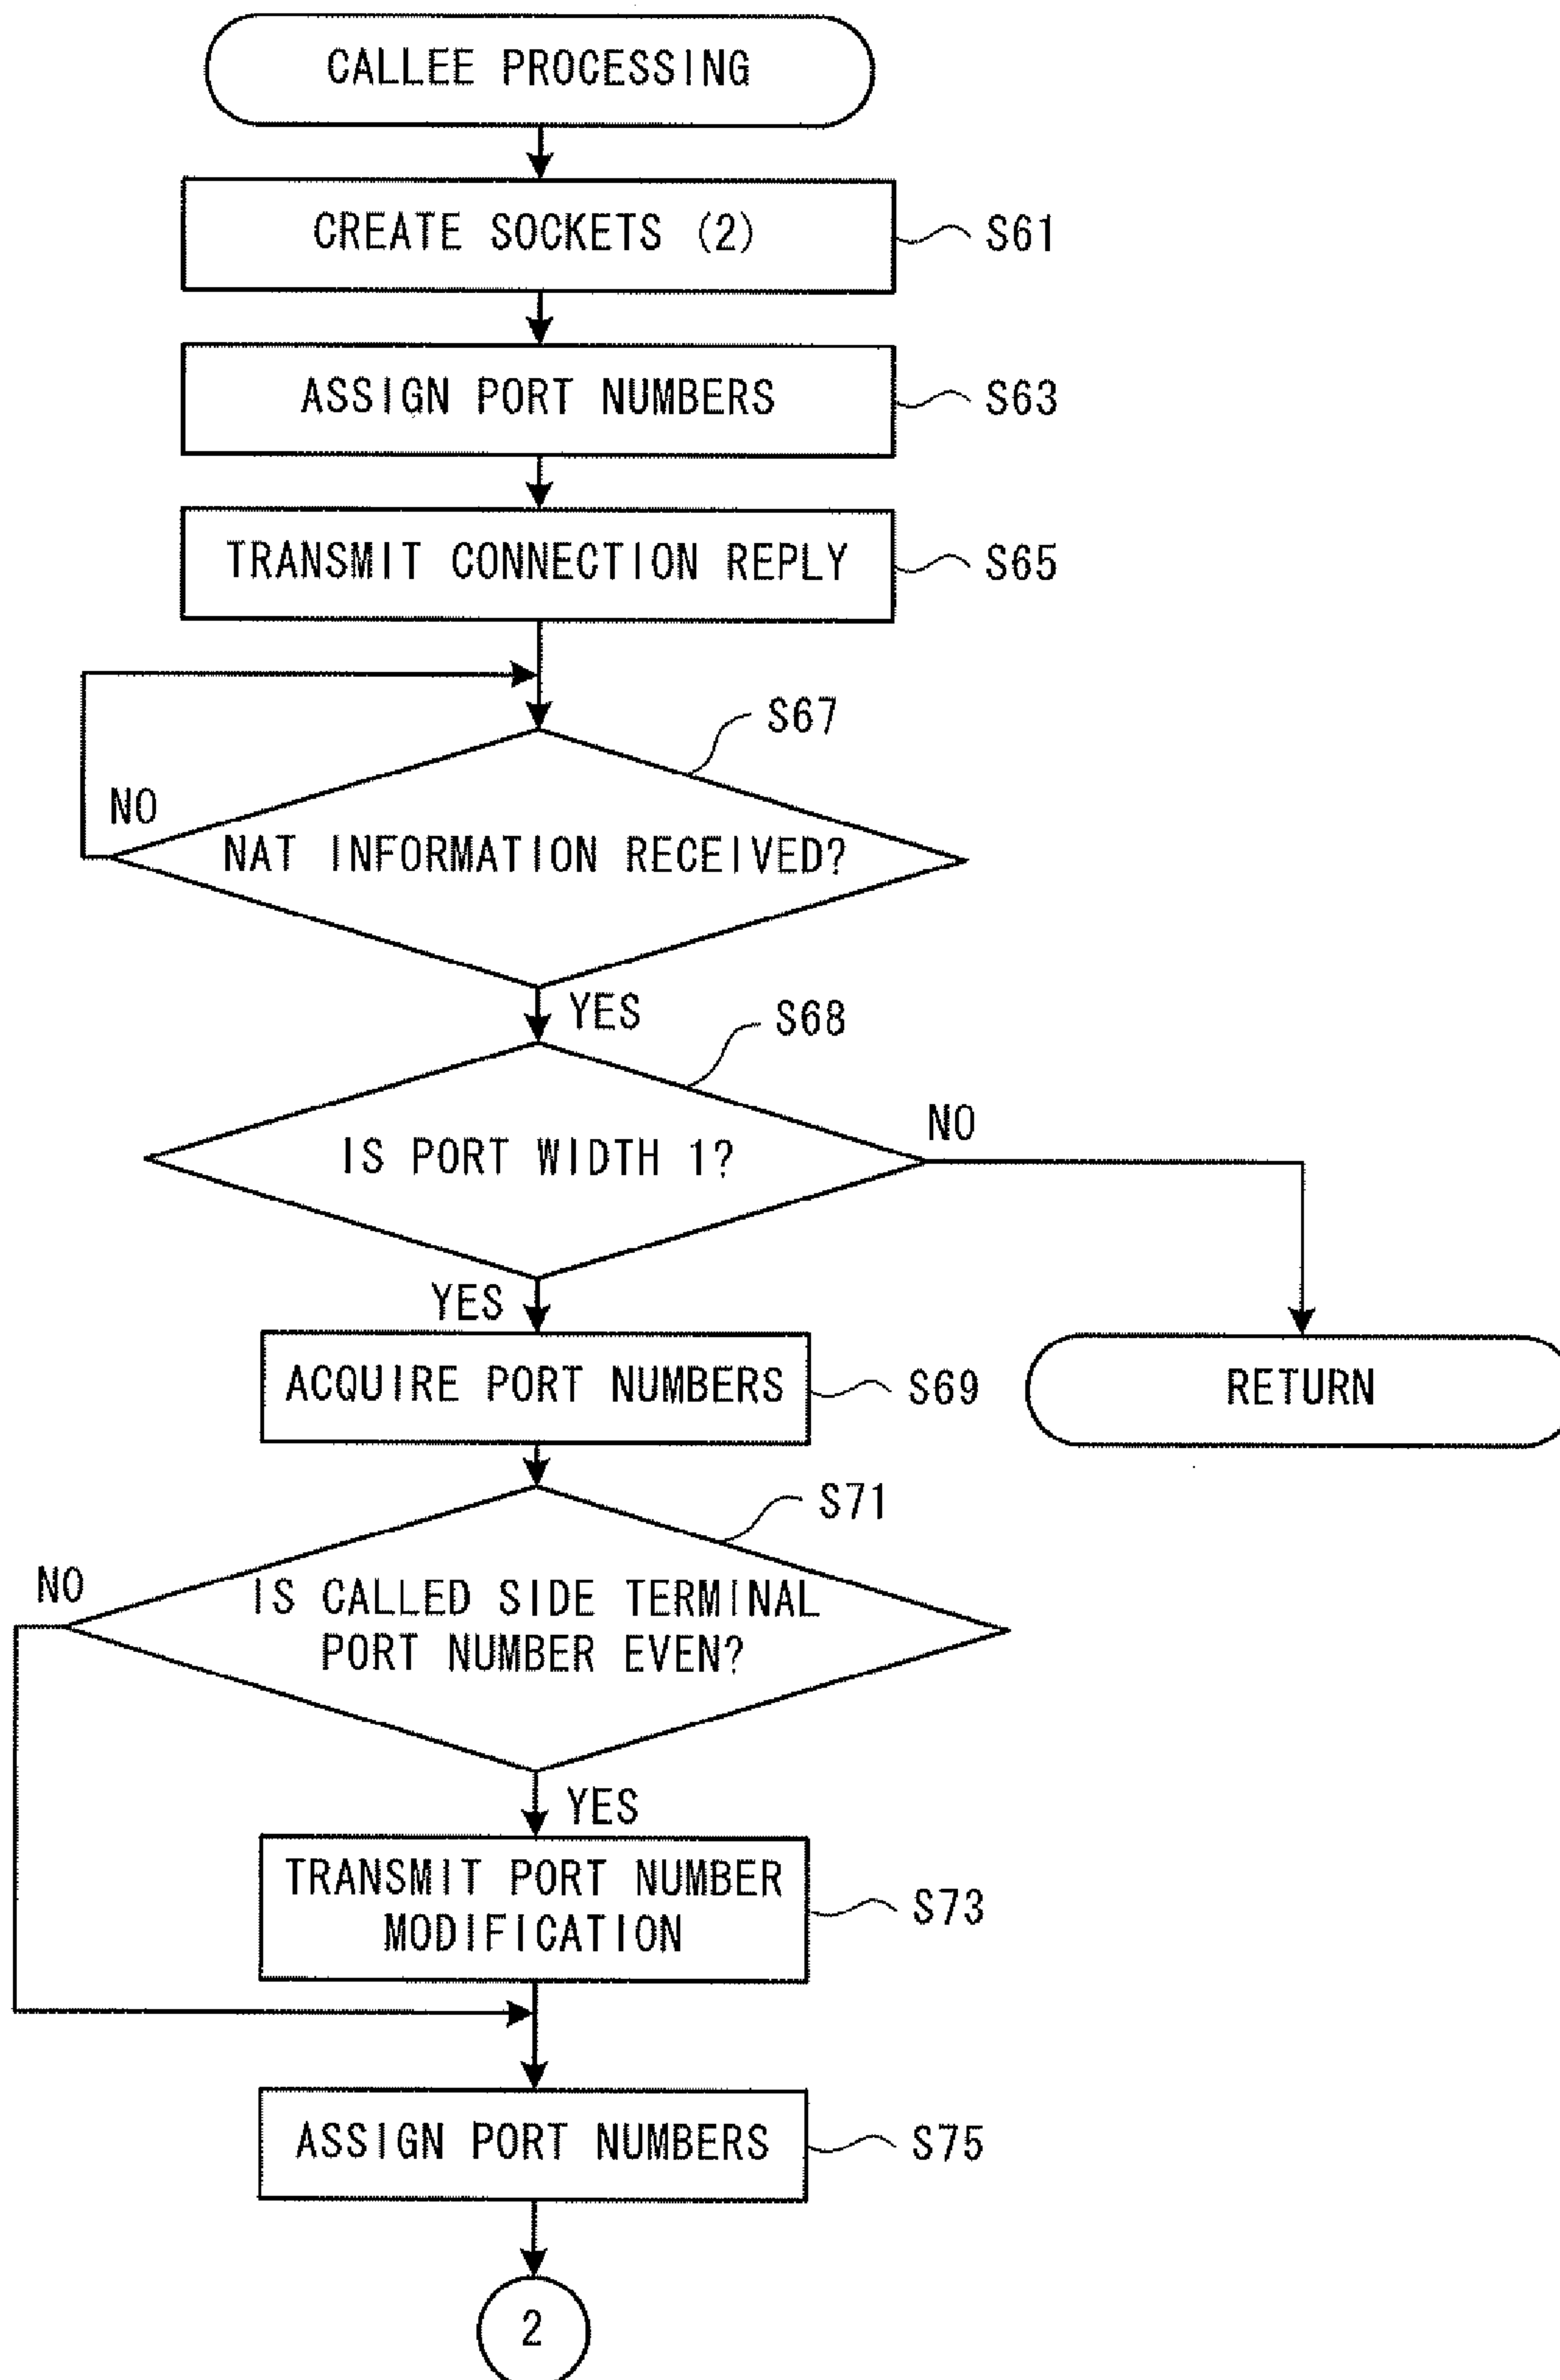 CALLEE PROCESSING
CREATE SOCKETS (2)
S61
ASSIGN PORT NUMBERS
S63
TRANSMIT CONNECTION REPLY
S65
S67
NO
NAT INFORMATION RECEIVED?
YES
S68
NO
IS PORT WIDTH 1?
YES
ACQUIRE PORT NUMBERS
S69
RETURN
S71
NO
IS CALLED SIDE TERMINAL
PORT NUMBER EVEN?
YES
TRANSMIT PORT NUMBER
MODIFICATION
S73
ASSIGN PORT NUMBERS
S75
2